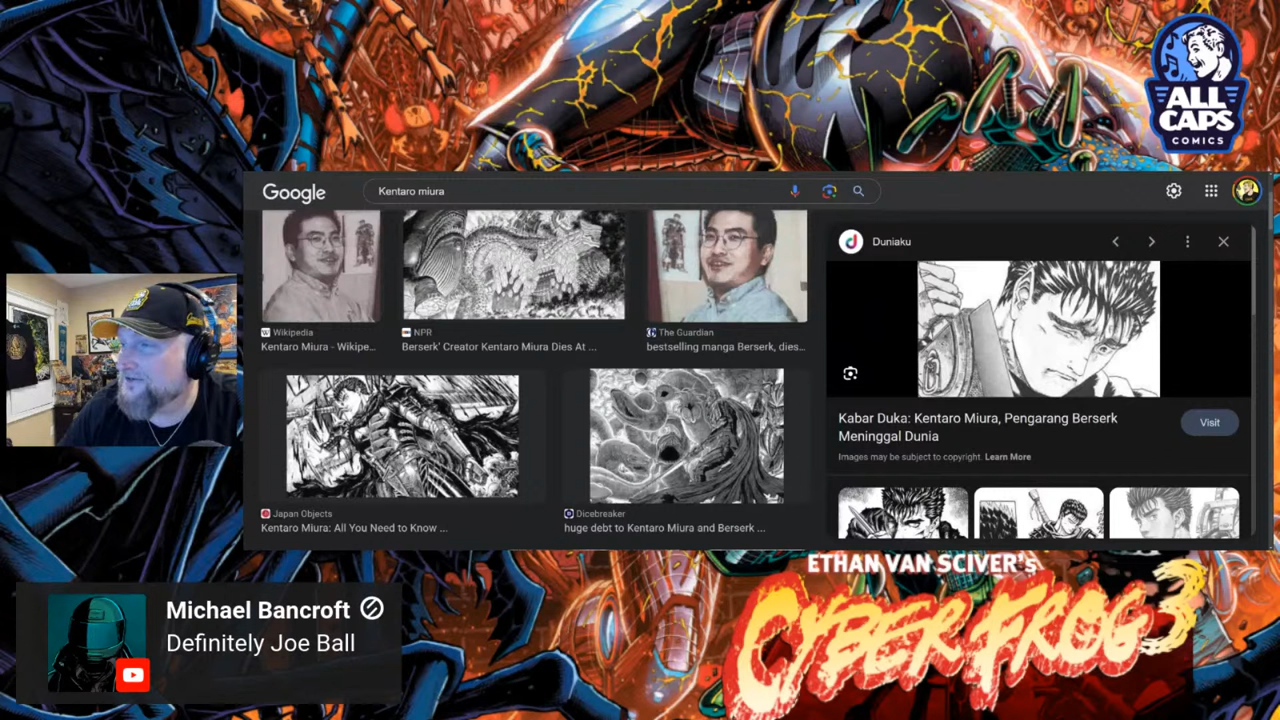 ALL
CAPS
COMICS
Google
Kentaro miura
Duniaku
Wikipedia
Kentaro Miura - Wikipe...
NPR
Berserk' Creator Kentaro Miura Dies At ...
The Guardian
bestselling manga Berserk, dies...
Kabar Duka: Kentaro Miura, Pengarang Berserk
Meninggal Dunia
Visit
Images may be subject to copyright. Learn More
Japan Objects
Kentaro Miura: All You Need to Know ...
Dicebreaker
huge debt to Kentaro Miura and Berserk ...
ETHAN VAN SCIVER's
CYBERFROG 3
Michael Bancroft
Definitely Joe Ball